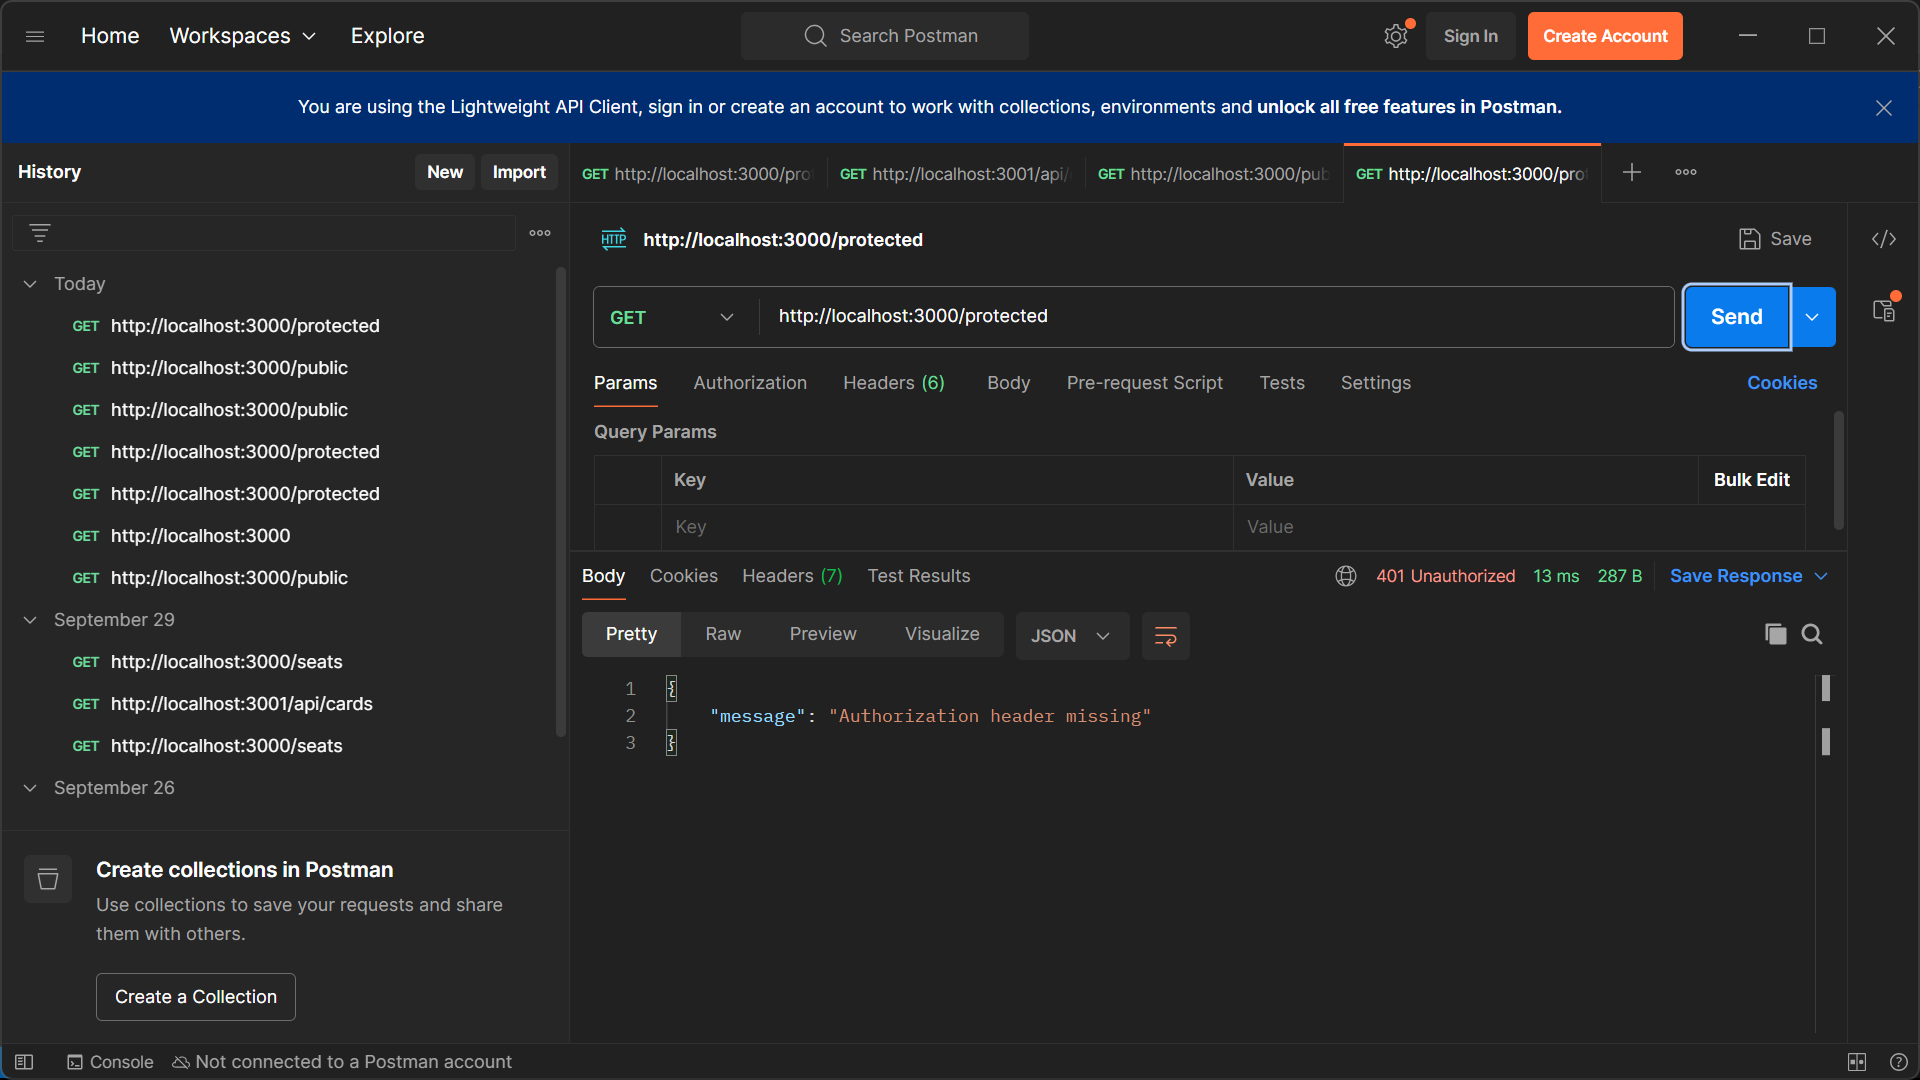 Home Workspaces Explore Search Postman Sign In Create Account
You are using the Lightweight API Client, sign in or create an account to work with collections, environments and unlock all free features in Postman.
History New Import
GET http://localhost:3000/pro GET http://localhost:3001/api/ GET http://localhost:3000/pub GET http://localhost:3000/pro
Today
GET http://localhost:3000/protected
GET http://localhost:3000/public
GET http://localhost:3000/public
GET http://localhost:3000/protected
GET http://localhost:3000/protected
GET http://localhost:3000
GET http://localhost:3000/public
September 29
GET http://localhost:3000/seats
GET http://localhost:3001/api/cards
GET http://localhost:3000/seats
September 26
Create collections in Postman
Use collections to save your requests and share
them with others.
Create a Collection
HTTP http://localhost:3000/protected Save </>
GET http://localhost:3000/protected Send
Params Authorization Headers (6) Body Pre-request Script Tests Settings Cookies
Query Params
Key Value Bulk Edit
Key Value
Body Cookies Headers (7) Test Results 401 Unauthorized 13 ms 287 B Save Response
Pretty Raw Preview Visualize JSON
1 {
2 "message": "Authorization header missing"
3 }
Console Not connected to a Postman account